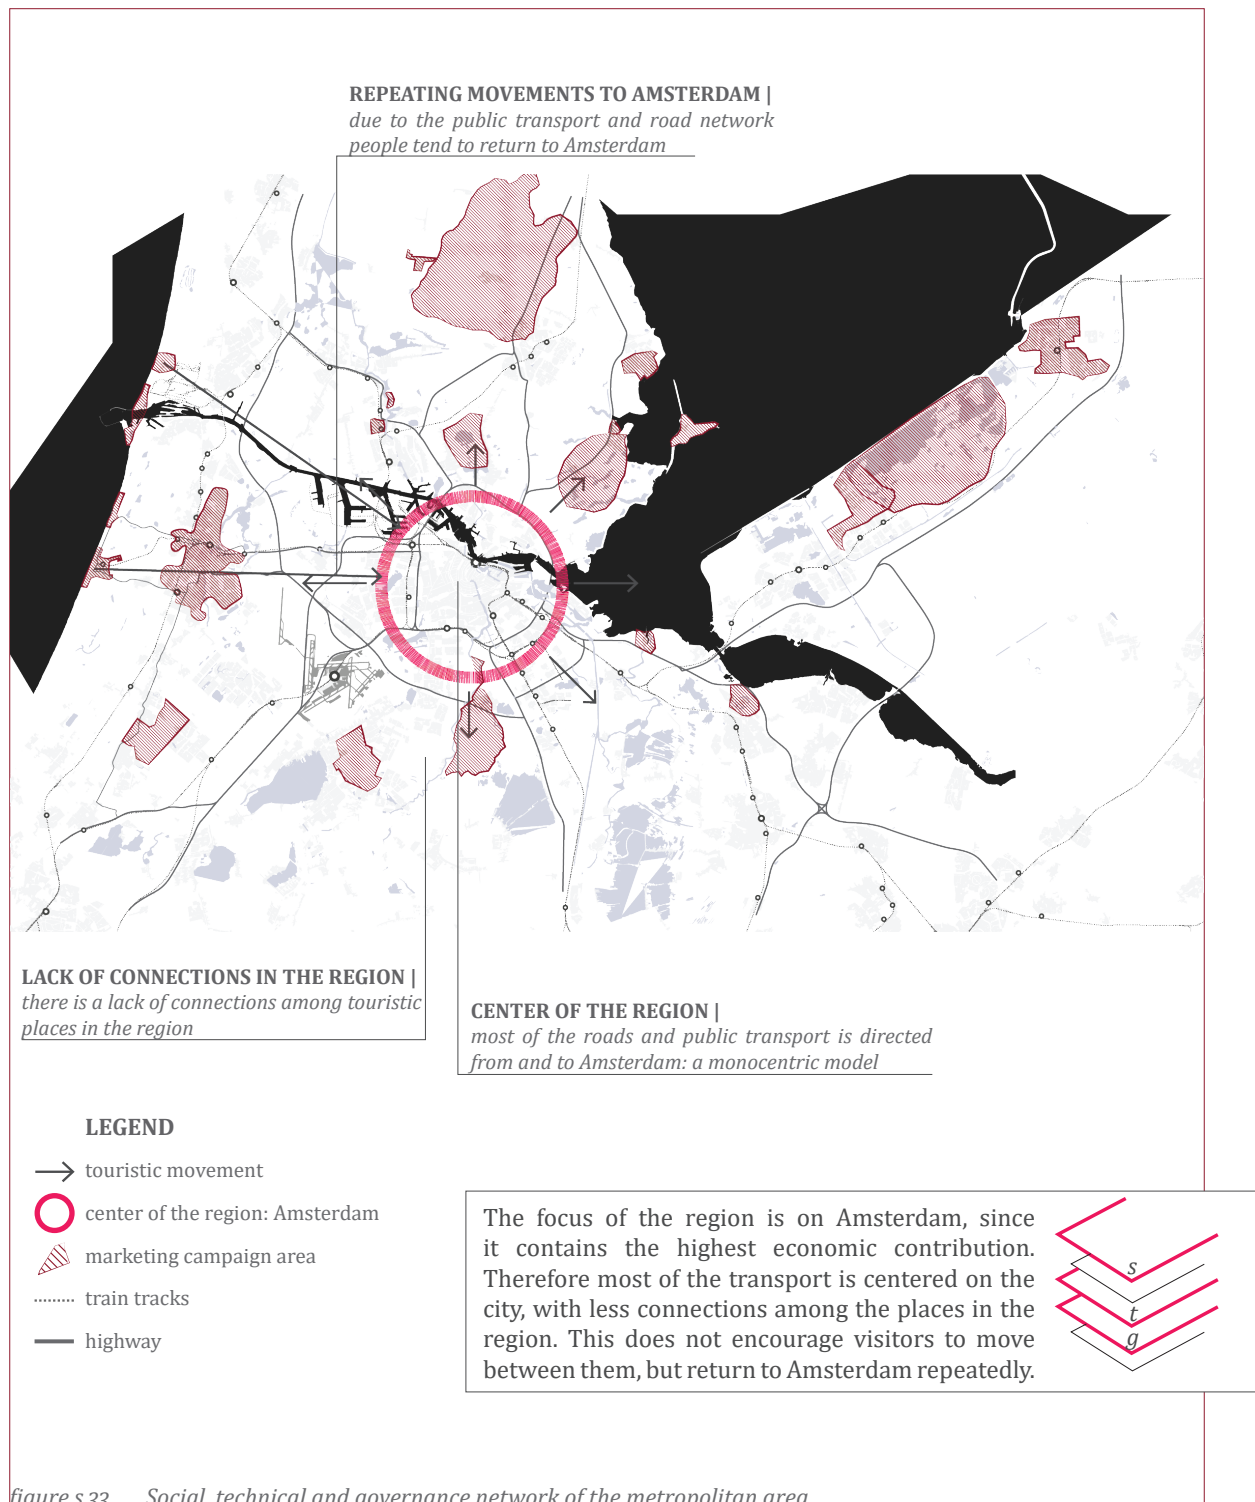 REPEATING MOVEMENTS TO AMSTERDAM |
due to the public transport and road network
people tend to return to Amsterdam
LACK OF CONNECTIONS IN THE REGION |
there is a lack of connections among touristic
places in the region
CENTER OF THE REGION |
most of the roads and public transport is directed
from and to Amsterdam: a monocentric model
LEGEND
touristic movement
center of the region: Amsterdam
marketing campaign area
train tracks
highway
The focus of the region is on Amsterdam, since
it contains the highest economic contribution.
Therefore most of the transport is centered on the
city, with less connections among the places in the
region. This does not encourage visitors to move
between them, but return to Amsterdam repeatedly.
s
t
g
figure s.33 Social, technical and governance network of the metropolitan area